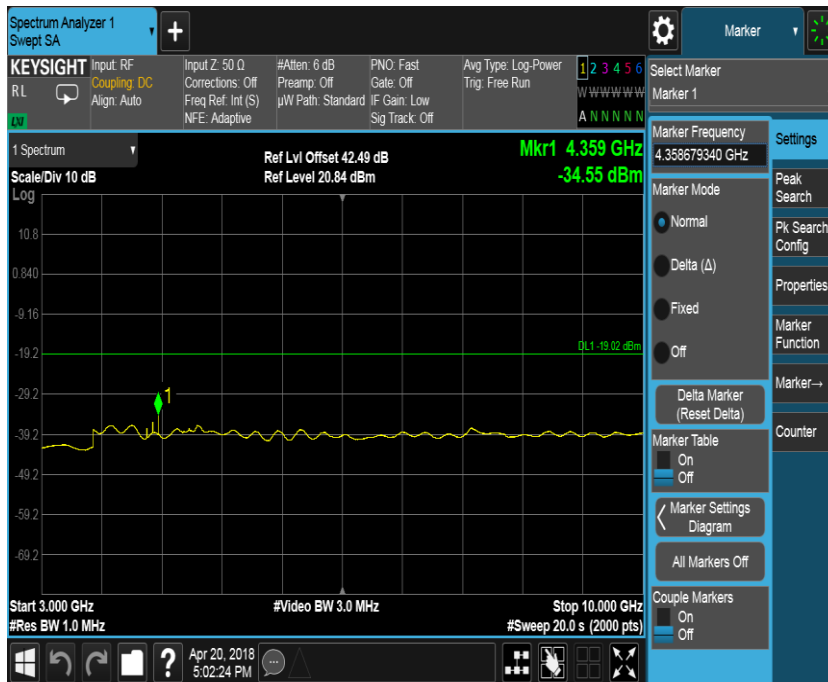 Spectrum Analyzer 1
Swept SA
+
Marker
KEYSIGHT
RL
LXI
Input: RF
Coupling: DC
Align: Auto
Input Z: 50 Ω
Corrections: Off
Freq Ref: Int (S)
NFE: Adaptive
#Atten: 6 dB
Preamp: Off
µW Path: Standard
PNO: Fast
Gate: Off
IF Gain: Low
Sig Track: Off
Avg Type: Log-Power
Trig: Free Run
1 2 3 4 5 6
W W W W W W
A N N N N N
Select Marker
Marker 1
1 Spectrum
Scale/Div 10 dB
Ref Lvl Offset 42.49 dB
Ref Level 20.84 dBm
Mkr1 4.359 GHz
-34.55 dBm
Log
10.8
0.840
-9.16
-19.2
-29.2
-39.2
-49.2
-59.2
-69.2
DL1 -19.02 dBm
1
Start 3.000 GHz
#Res BW 1.0 MHz
#Video BW 3.0 MHz
Stop 10.000 GHz
#Sweep 20.0 s (2000 pts)
Marker Frequency
4.358679340 GHz
Marker Mode
Normal
Delta (Δ)
Fixed
Off
Delta Marker
(Reset Delta)
Marker Table
On
Off
Marker Settings
Diagram
All Markers Off
Couple Markers
On
Off
Settings
Peak
Search
Pk Search
Config
Properties
Marker
Function
Marker→
Counter
?
Apr 20, 2018
5:02:24 PM